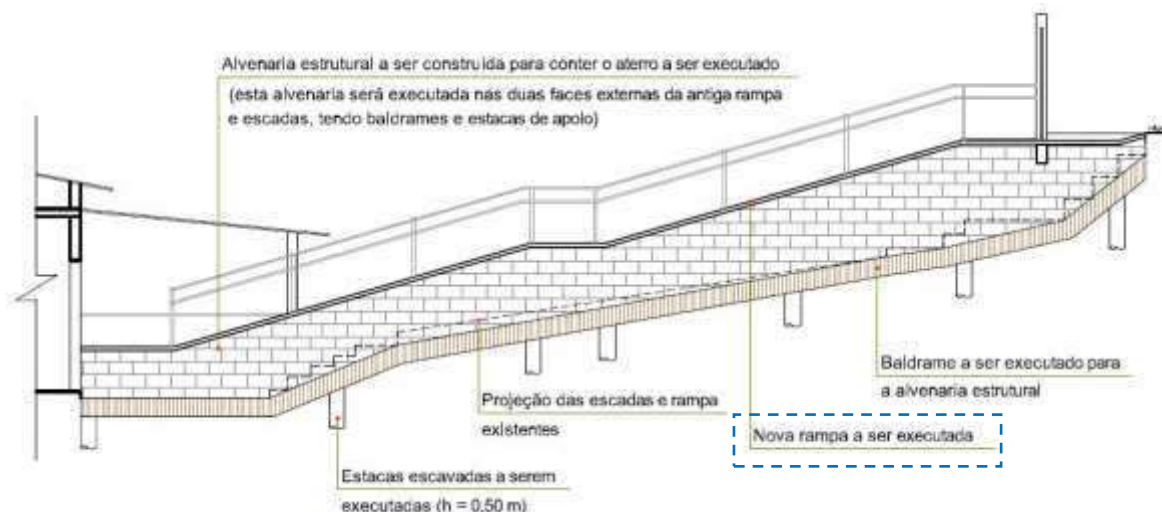 Alvenaria estrutural a ser construída para conter o aterro a ser executado
(esta alvenaria será executada nas duas faces externas da antiga rampa
e escadas, tendo baldrames e estacas de apoio)
Baldrame a ser executado para
a alvenaria estrutural
Projeção das escadas e rampa
existentes
Nova rampa a ser executada
Estacas escavadas a serem
executadas (h = 0,50 m)